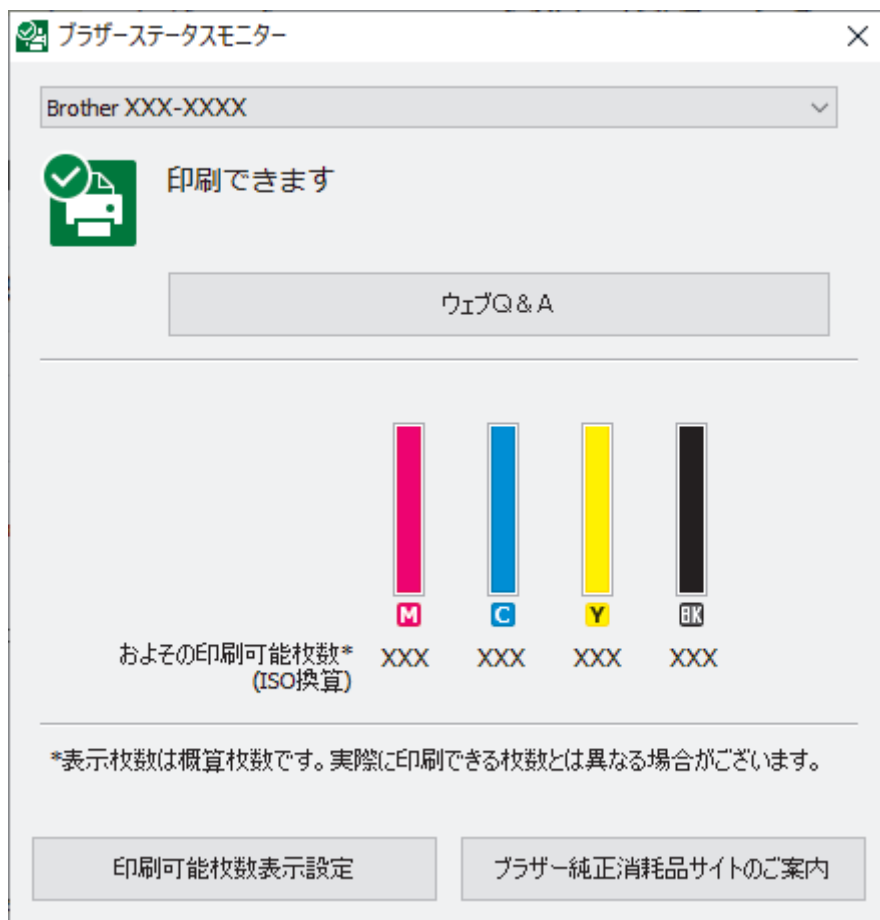 ブラザーステータスモニター
Brother XXX-XXXX
印刷できます
ウェブQ&A
M C Y BK
およその印刷可能枚数* XXX XXX XXX XXX
(ISO換算)
*表示枚数は概算枚数です。実際に印刷できる枚数とは異なる場合がございます。
印刷可能枚数表示設定 ブラザー純正消耗品サイトのご案内